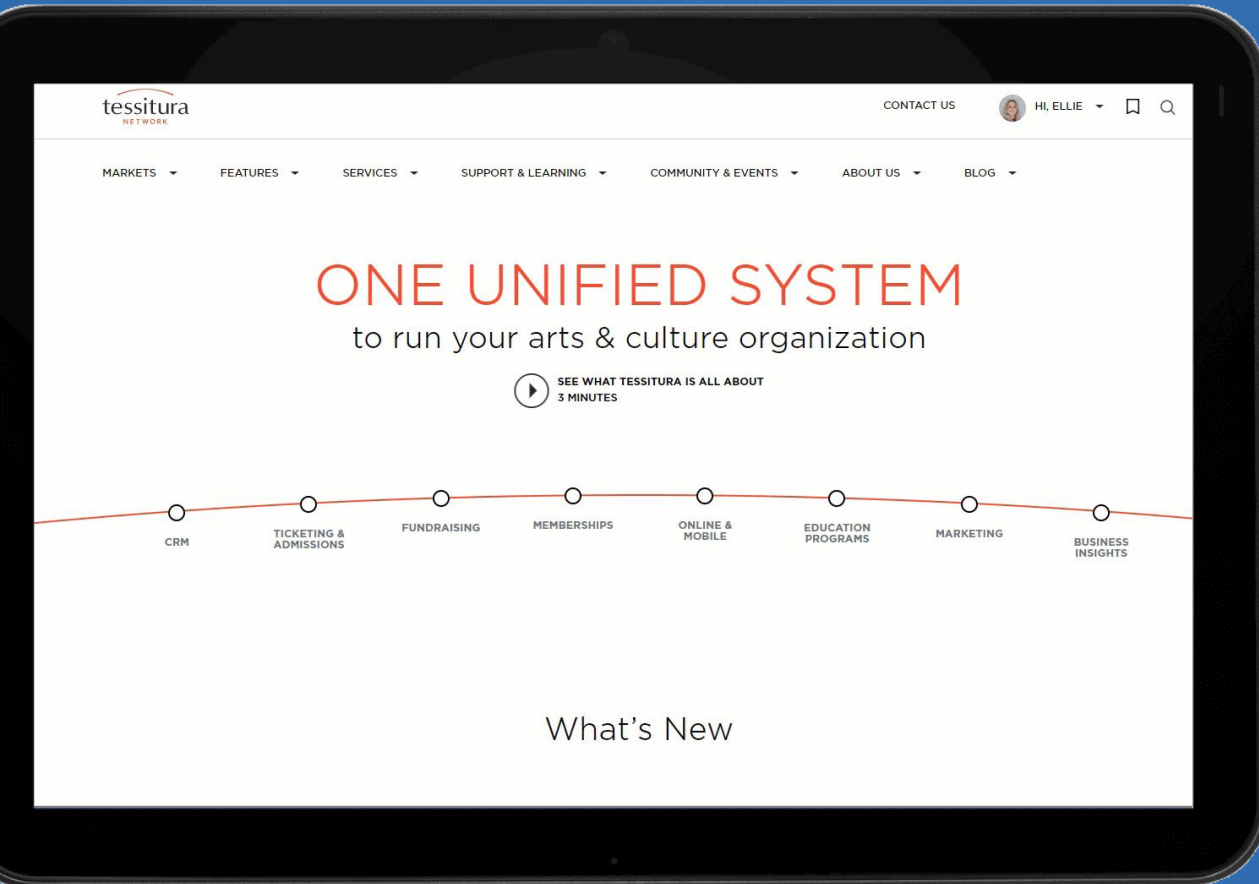 tessitura
NETWORK
CONTACT US
HI, ELLIE
MARKETS
FEATURES
SERVICES
SUPPORT & LEARNING
COMMUNITY & EVENTS
ABOUT US
BLOG
ONE UNIFIED SYSTEM
to run your arts & culture organization
SEE WHAT TESSITURA IS ALL ABOUT
3 MINUTES
CRM
TICKETING &
ADMISSIONS
FUNDRAISING
MEMBERSHIPS
ONLINE &
MOBILE
EDUCATION
PROGRAMS
MARKETING
BUSINESS
INSIGHTS
What's New